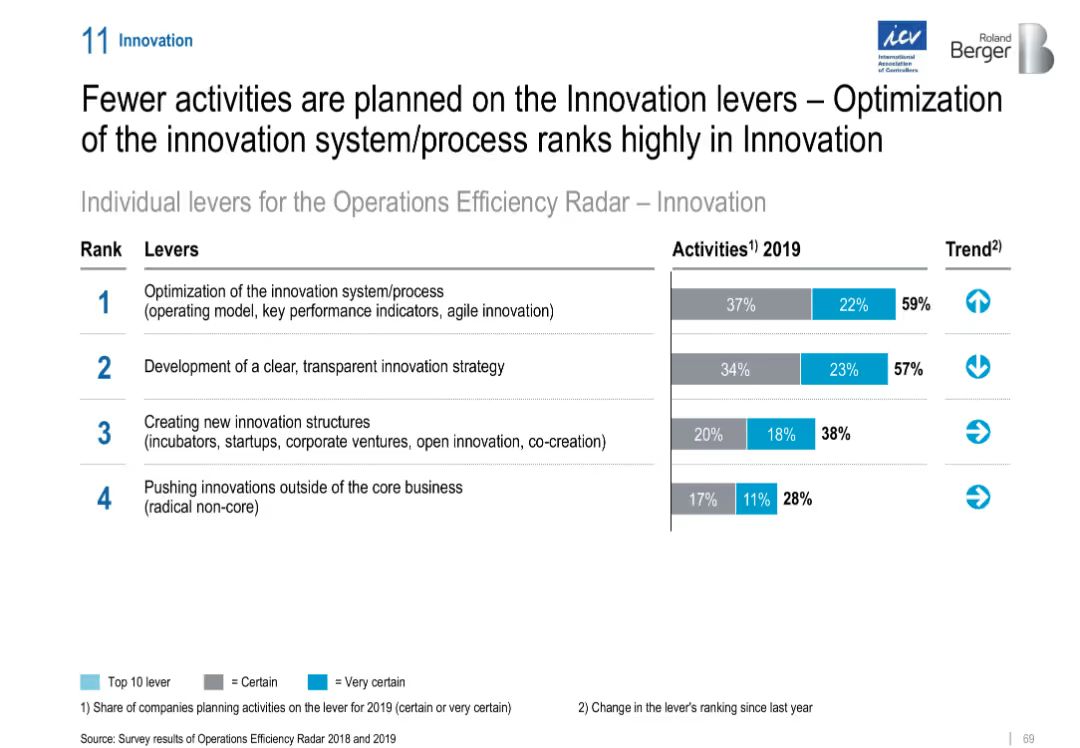 11 Innovation
icv
International
Association
of Controllers
Roland
Berger
B
Fewer activities are planned on the Innovation levers – Optimization
of the innovation system/process ranks highly in Innovation
Individual levers for the Operations Efficiency Radar – Innovation
Rank Levers Activities1) 2019 Trend2)
1 Optimization of the innovation system/process
(operating model, key performance indicators, agile innovation)
37% 22% 59%
2 Development of a clear, transparent innovation strategy
34% 23% 57%
3 Creating new innovation structures
(incubators, startups, corporate ventures, open innovation, co-creation)
20% 18% 38%
4 Pushing innovations outside of the core business
(radical non-core)
17% 11% 28%
Top 10 lever = Certain = Very certain
1) Share of companies planning activities on the lever for 2019 (certain or very certain) 2) Change in the lever's ranking since last year
Source: Survey results of Operations Efficiency Radar 2018 and 2019
69